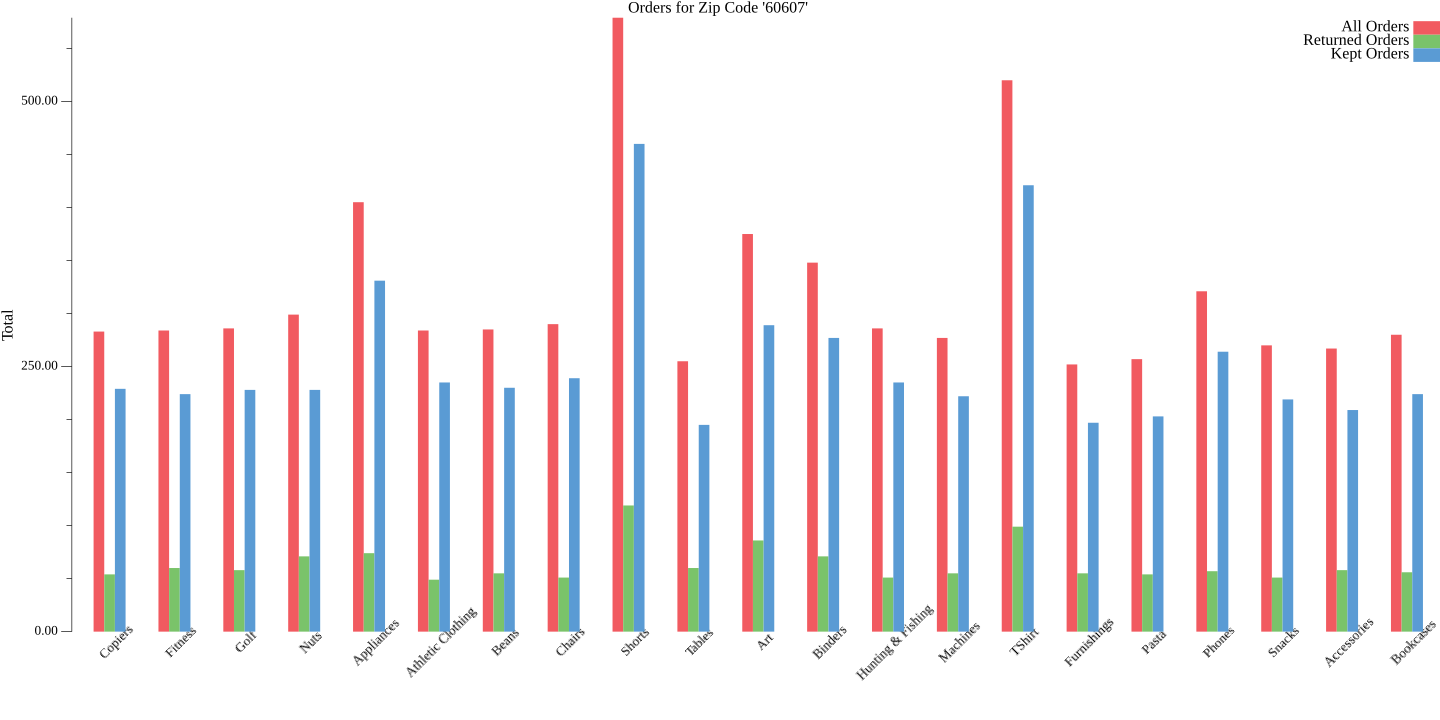 Orders for Zip Code '60607'
All Orders
Returned Orders
Kept Orders
Total
500.00
250.00
0.00
Copiers
Fitness
Golf
Nuts
Appliances
Athletic Clothing
Beans
Chairs
Shorts
Tables
Art
Binders
Hunting & Fishing
Machines
TShirt
Furnishings
Pasta
Phones
Snacks
Accessories
Bookcases